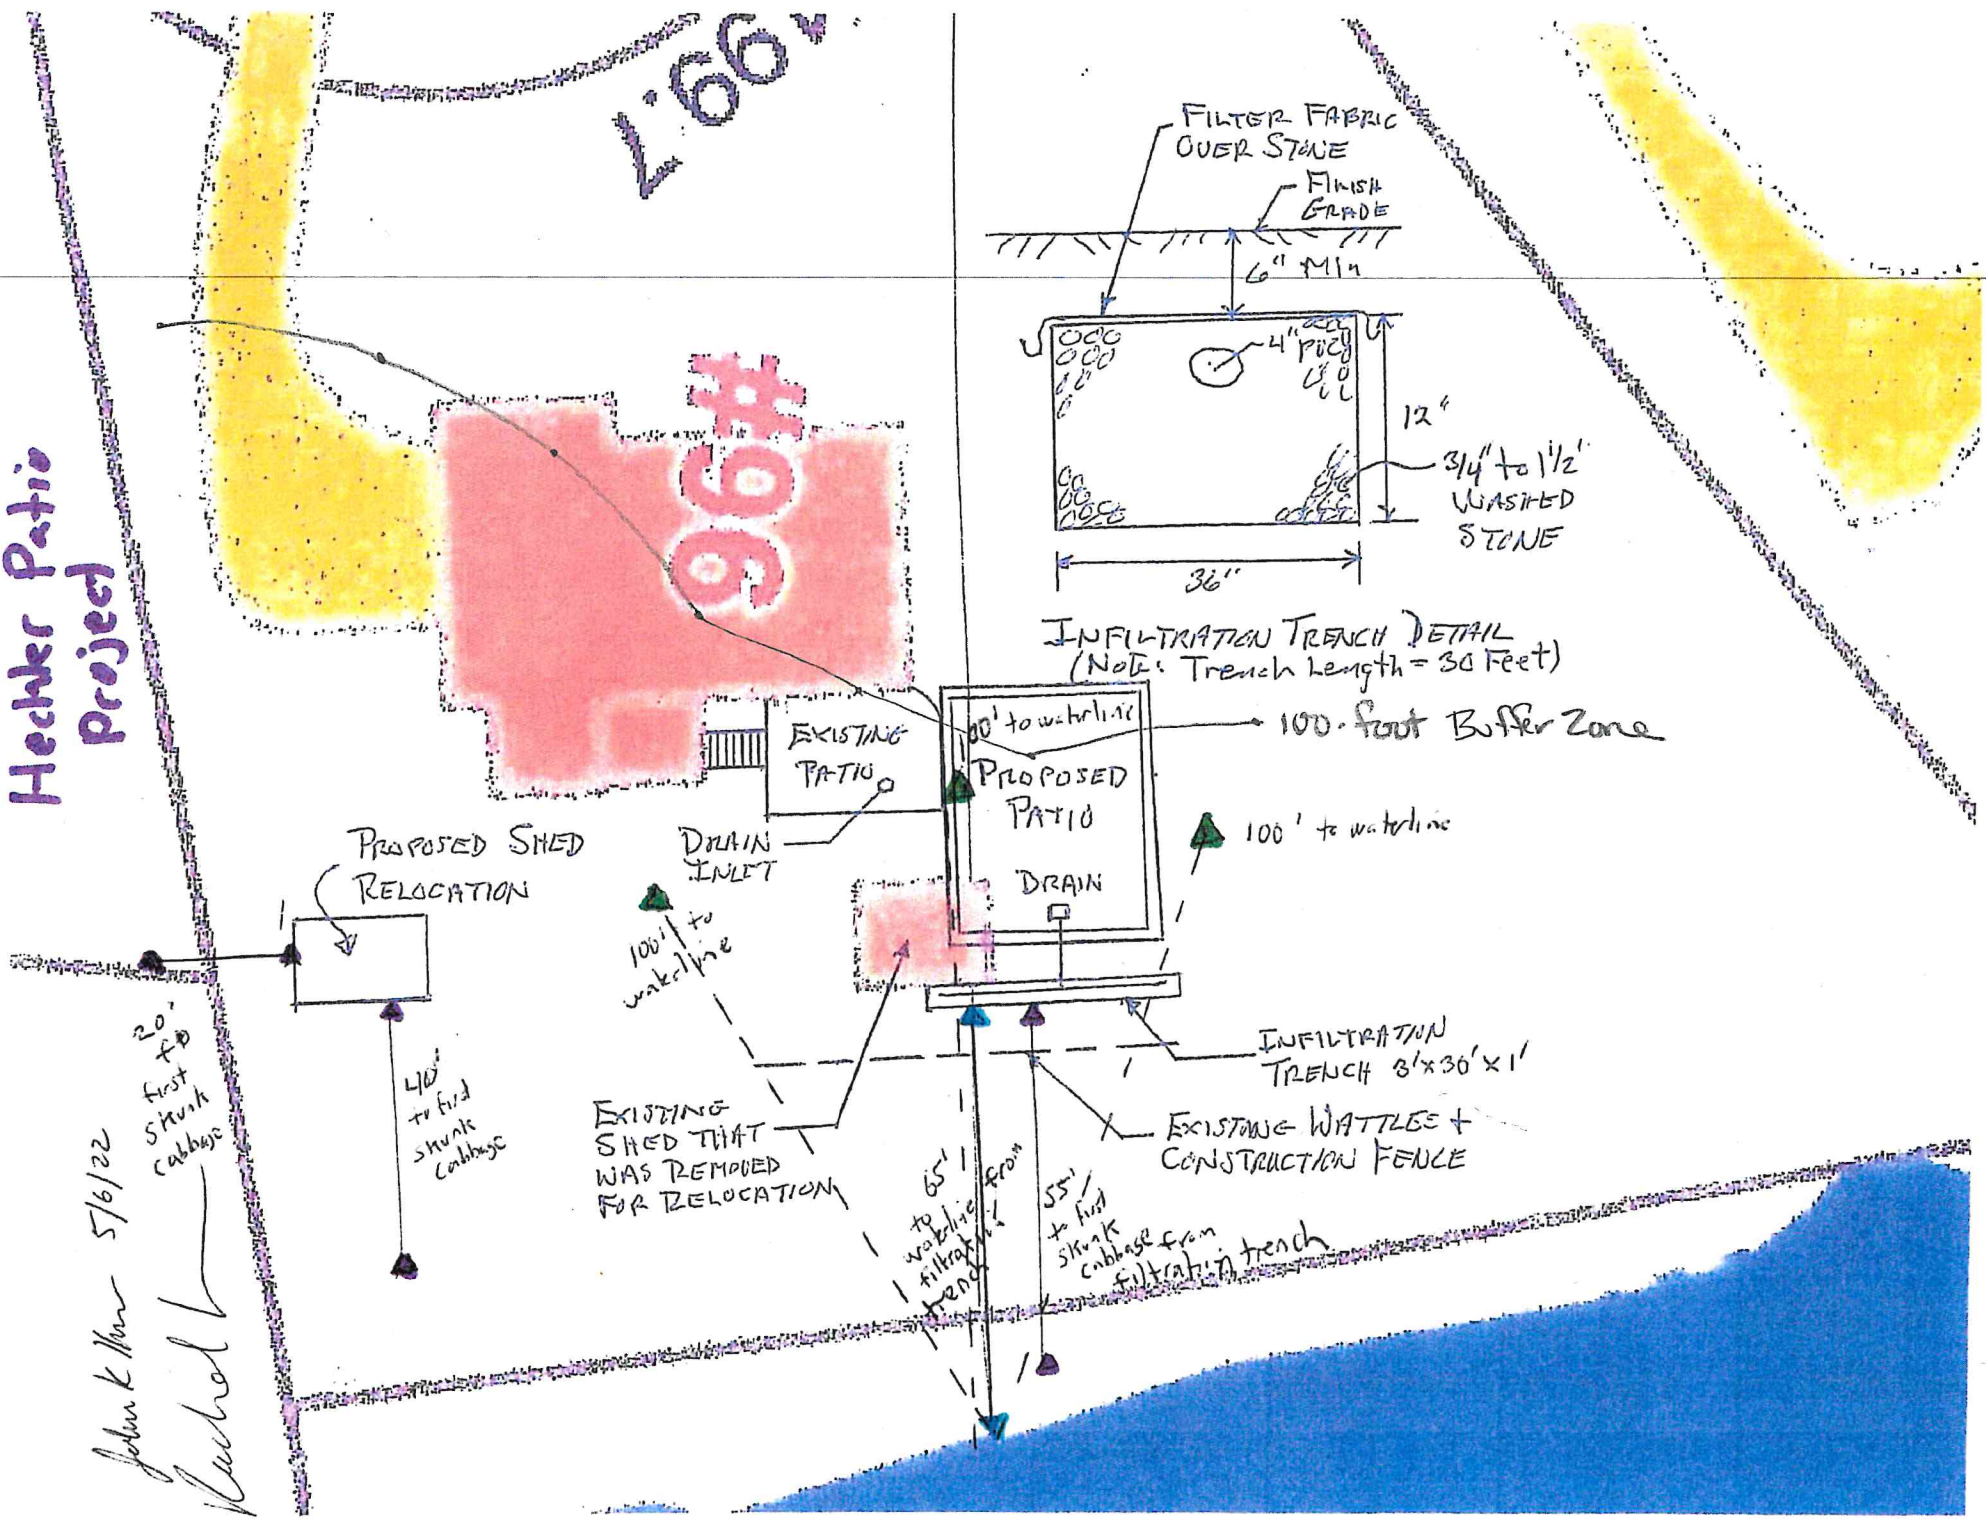 199.7
FILTER FABRIC
OVER STONE
FINISH
GRADE
6" MIN
4"
PVC
12"
3/4" to 1 1/2"
WASHED
STONE
36"
INFILTRATION TRENCH DETAIL
(Note: Trench Length = 30 Feet)
#96
Hechler Patio
Project
100' to waterline
100-foot Buffer Zone
EXISTING
PATIO
PROPOSED
PATIO
DRAIN
INLET
DRAIN
100' to waterline
PROPOSED SHED
RELOCATION
100' to
waterline
20'
to
first
skunk
cabbage
40'
to first
skunk
cabbage
INFILTRATION
TRENCH 3'x30'x1'
EXISTING WATTLES +
CONSTRUCTION FENCE
EXISTING
SHED THAT
WAS REMOVED
FOR RELOCATION
65'
to
waterline from
filtration
trench
55'
to first
skunk
cabbage from
filtration trench
John K
5/6/22
Rachel